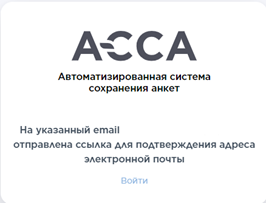 АССА
Автоматизированная система
сохранения анкет
На указанный email
отправлена ссылка для подтверждения адреса
электронной почты
Войти